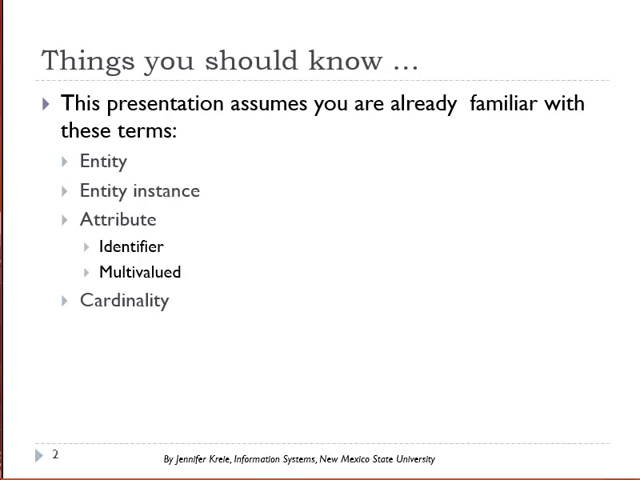 Things you should know ...
This presentation assumes you are already  familiar with
these terms:
Entity
Entity instance
Attribute
Identifier
Multivalued
Cardinality
2
By Jennifer Kreie, Information Systems, New Mexico State University